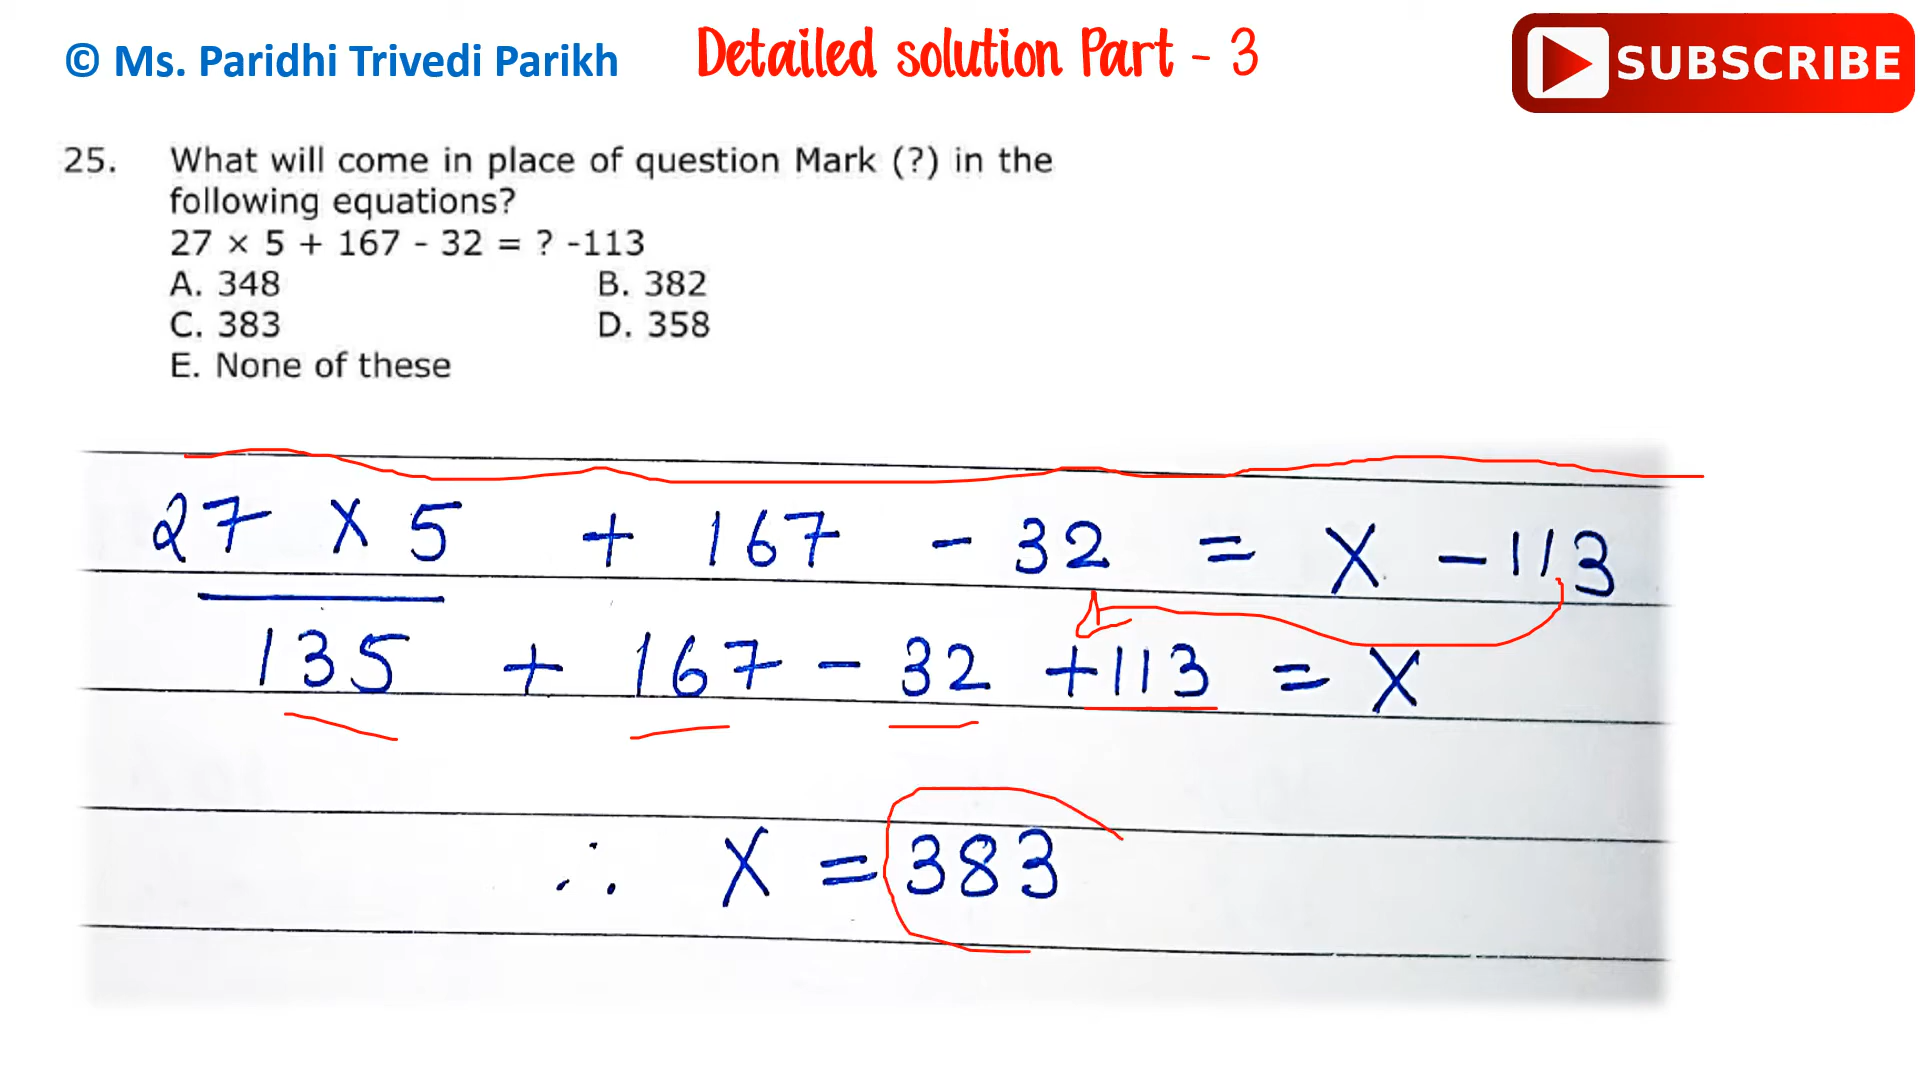 © Ms. Paridhi Trivedi Parikh
Detailed solution Part - 3
SUBSCRIBE
25. What will come in place of question Mark (?) in the
following equations?
27 × 5 + 167 - 32 = ? -113
A. 348 B. 382
C. 383 D. 358
E. None of these
27 × 5 + 167 - 32 = X - 113
135 + 167 - 32 + 113 = X
∴ X = 383